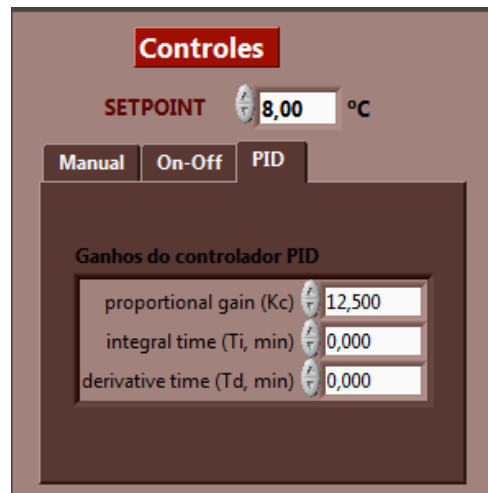 Controles
SETPOINT 8,00 ºC
Manual On-Off PID
Ganhos do controlador PID
proportional gain (Kc) 12,500
integral time (Ti, min) 0,000
derivative time (Td, min) 0,000